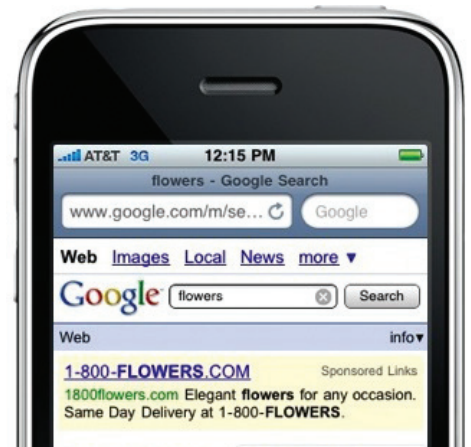 AT&T 3G 12:15 PM
flowers - Google Search
www.google.com/m/se... Google
Web Images Local News more ▼
Google flowers Search
Web info▾
1-800-FLOWERS.COM Sponsored Links
1800flowers.com Elegant flowers for any occasion.
Same Day Delivery at 1-800-FLOWERS.